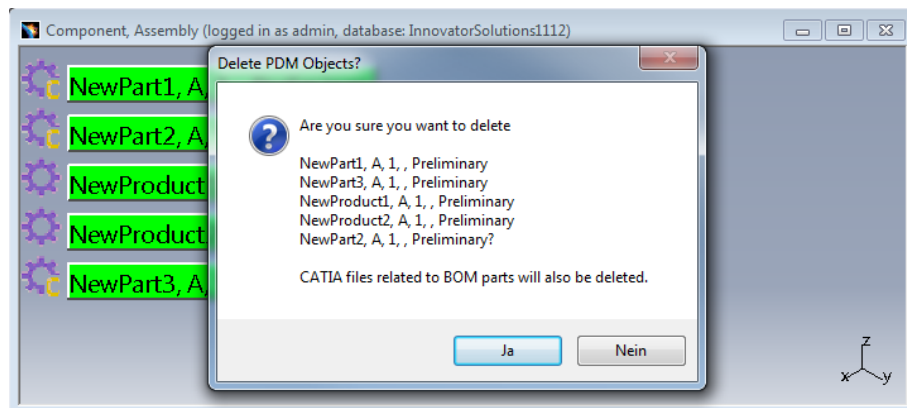 Component, Assembly (logged in as admin, database: InnovatorSolutions1112)
Delete PDM Objects?
NewPart1, A,
NewPart2, A,
NewProduct
NewProduct
NewPart3, A,
Are you sure you want to delete
NewPart1, A, 1, , Preliminary
NewPart3, A, 1, , Preliminary
NewProduct1, A, 1, , Preliminary
NewProduct2, A, 1, , Preliminary
NewPart2, A, 1, , Preliminary?
CATIA files related to BOM parts will also be deleted.
Ja
Nein
z
x
y